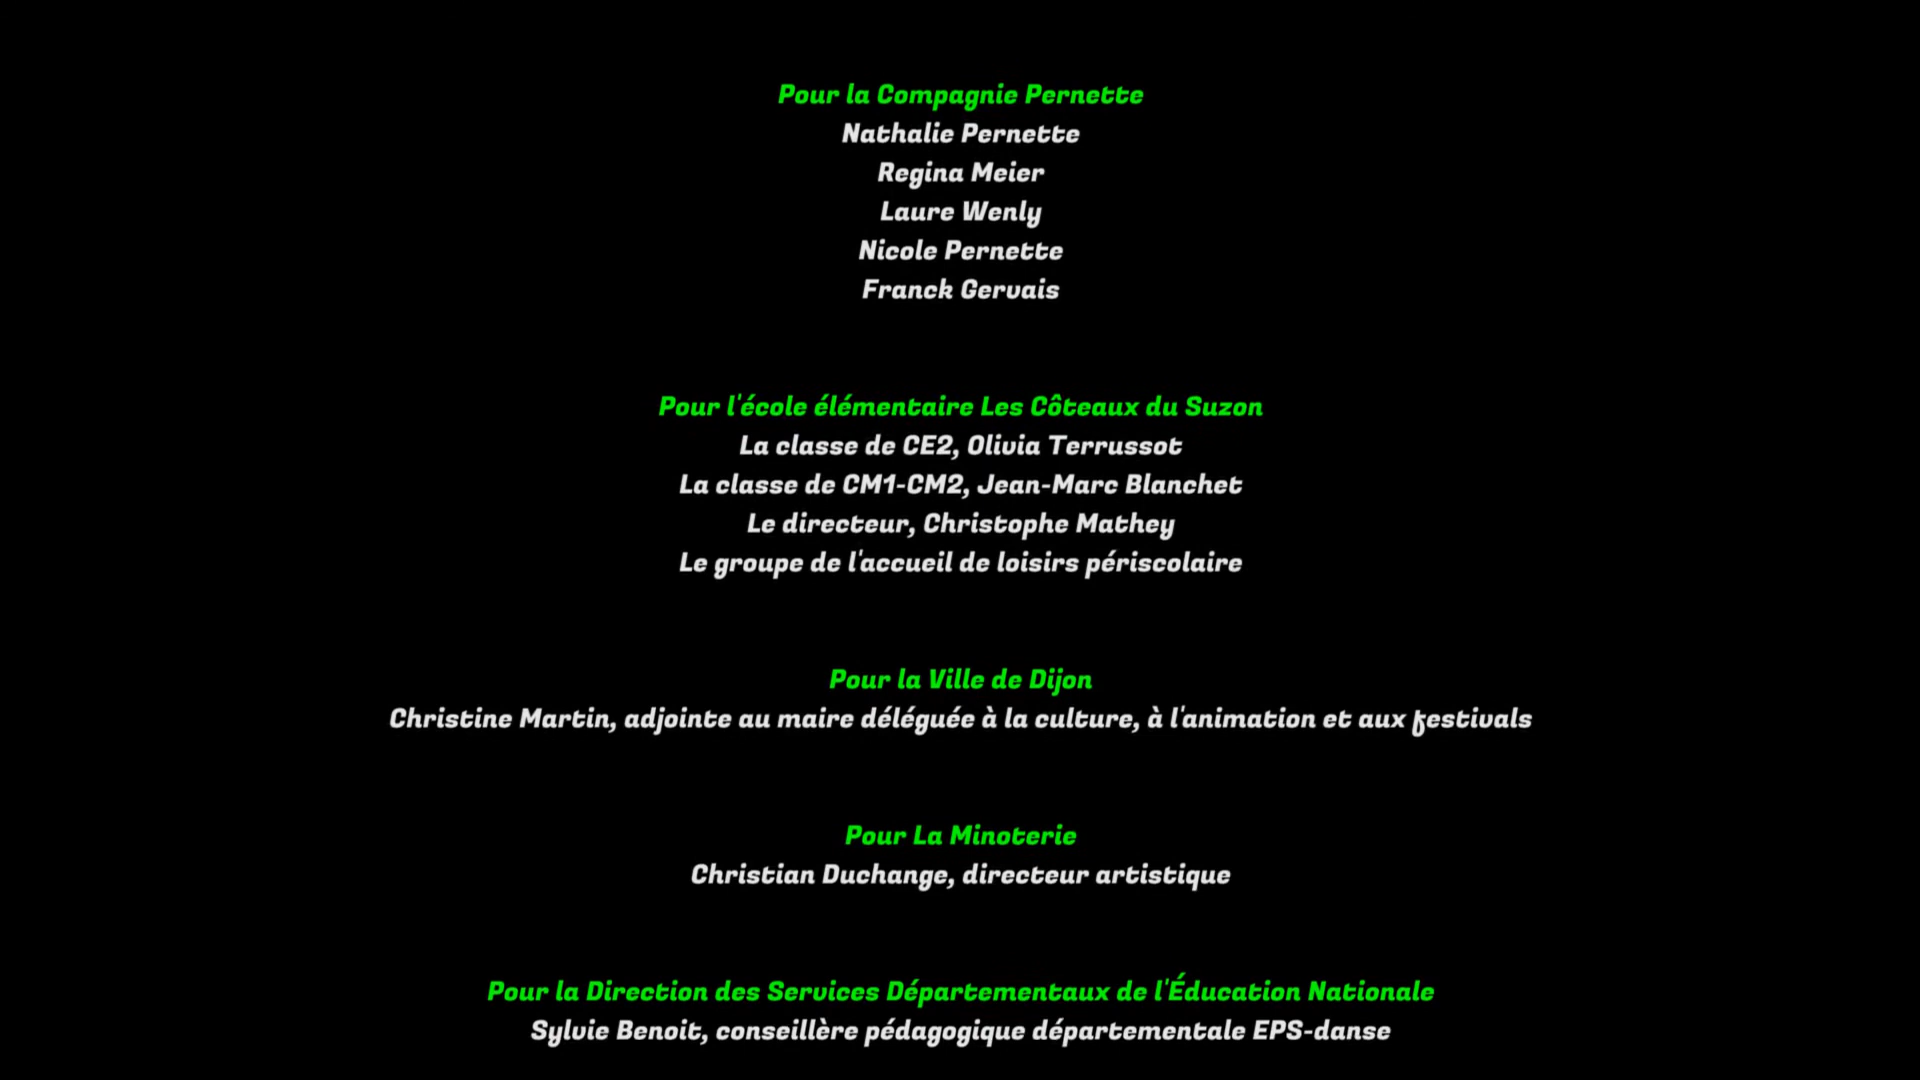 Pour la Compagnie Pernette
Nathalie Pernette
Regina Meier
Laure Wenly
Nicole Pernette
Franck Gervais
Pour l'école élémentaire Les Côteaux du Suzon
La classe de CE2, Olivia Terrussot
La classe de CM1-CM2, Jean-Marc Blanchet
Le directeur, Christophe Mathey
Le groupe de l'accueil de loisirs périscolaire
Pour la Ville de Dijon
Christine Martin, adjointe au maire déléguée à la culture, à l'animation et aux festivals
Pour La Minoterie
Christian Duchange, directeur artistique
Pour la Direction des Services Départementaux de l'Éducation Nationale
Sylvie Benoit, conseillère pédagogique départementale EPS-danse